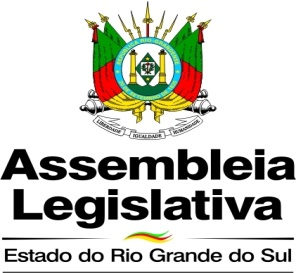 LIBERDADE IGUALDADE HUMANIDADE
Assembleia
Legislativa
Estado do Rio Grande do Sul